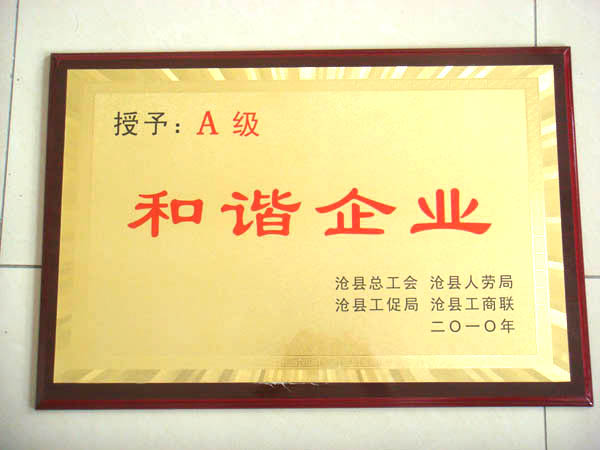 授予：A 级
和谐企业
沧县总工会 沧县人劳局
沧县工促局 沧县工商联
二〇一〇年